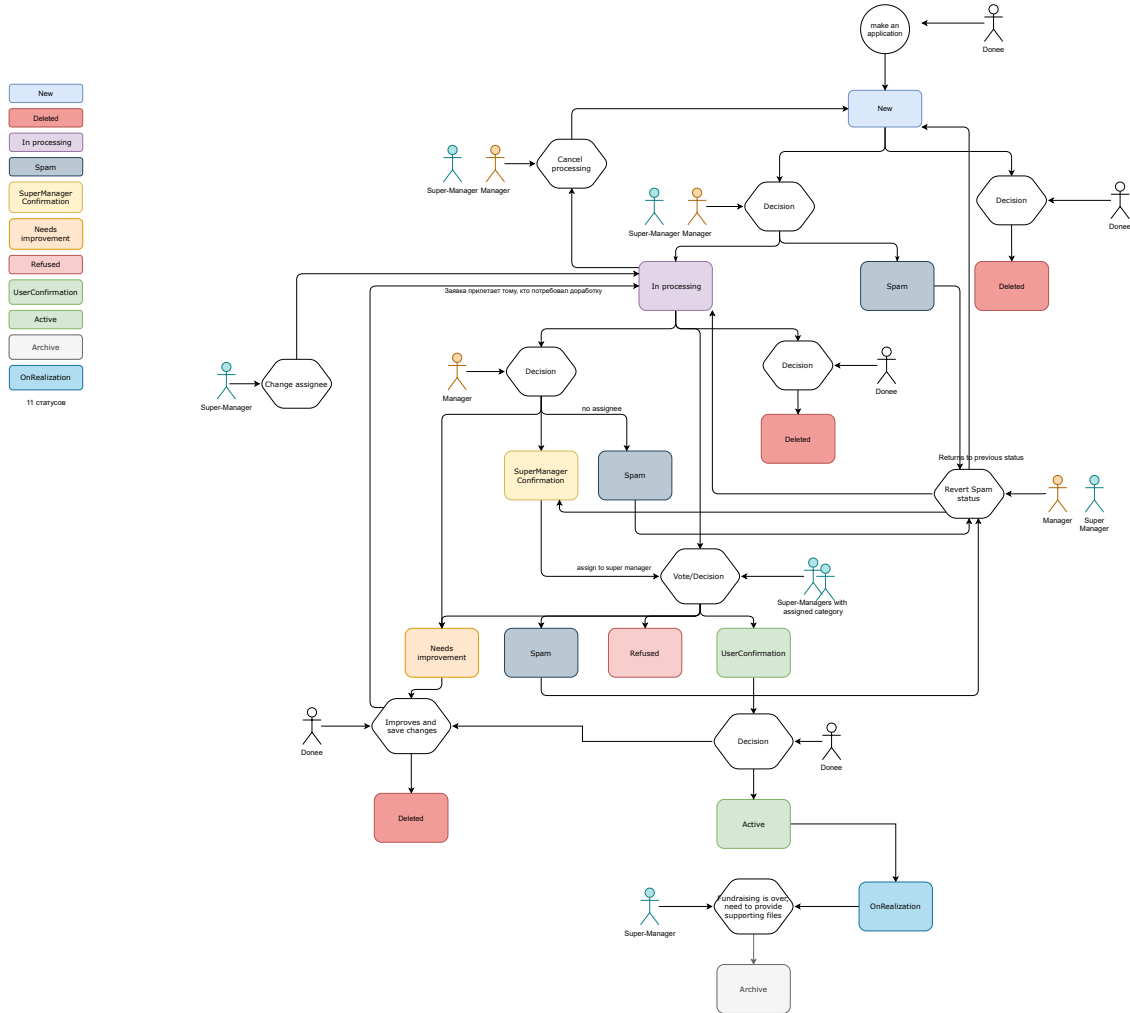 make an
application
Donee
New
Deleted
In processing
Spam
SuperManager
Confirmation
Needs
improvement
Refused
UserConfirmation
Active
Archive
OnRealization
11 статусов
New
Cancel
processing
Super-Manager
Manager
Decision
Super-Manager
Manager
Decision
Donee
In processing
Spam
Deleted
Заявка прилетает тому, кто потребовал доработку
Change assignee
Super-Manager
Decision
Manager
Decision
Donee
no assignee
Deleted
SuperManager
Confirmation
Spam
Returns to previous status
Revert Spam
status
Manager
Super
Manager
assign to super manager
Vote/Decision
Super-Managers with
assigned category
Needs
improvement
Spam
Refused
UserConfirmation
Improves and
save changes
Donee
Decision
Donee
Deleted
Active
Fundraising is over,
need to provide
supporting files
Super-Manager
OnRealization
Archive